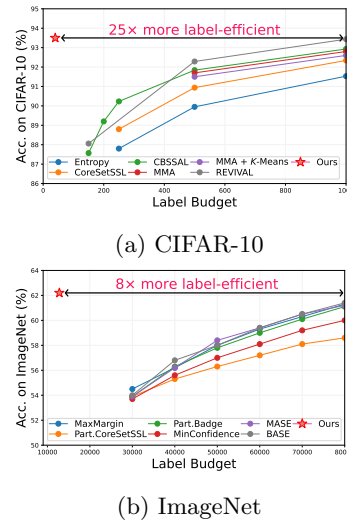 95
94
93
92
91
90
89
88
87
86
Acc. on CIFAR-10 (%)
25× more label-efficient
Entropy
CoreSetSSL
CBSSAL
MMA
MMA + K-Means
REVIVAL
Ours
0 200 400 600 800 1000
Label Budget
(a) CIFAR-10
64
62
60
58
56
54
52
50
Acc. on ImageNet (%)
8× more label-efficient
MaxMargin
Part.CoreSetSSL
Part.Badge
MinConfidence
MASE
BASE
Ours
10000 20000 30000 40000 50000 60000 70000 8000
Label Budget
(b) ImageNet